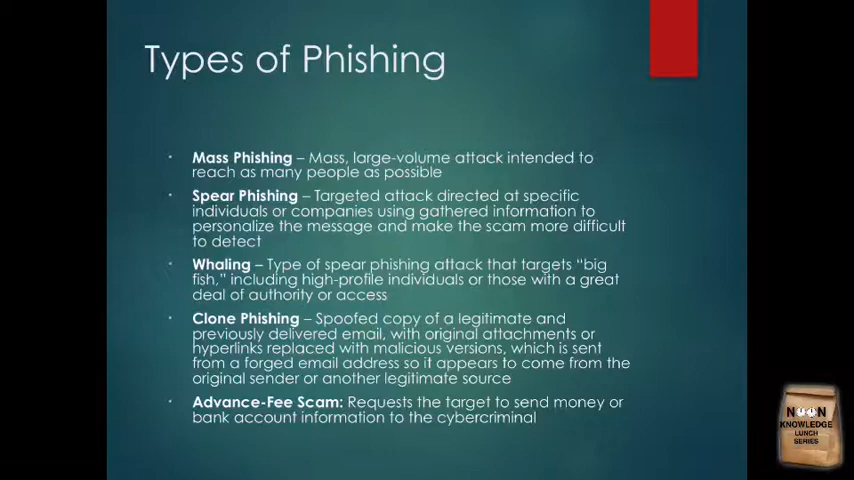 Types of Phishing
• Mass Phishing – Mass, large-volume attack intended to
reach as many people as possible
• Spear Phishing – Targeted attack directed at specific
individuals or companies using gathered information to
personalize the message and make the scam more difficult
to detect
• Whaling – Type of spear phishing attack that targets “big
fish,” including high-profile individuals or those with a great
deal of authority or access
• Clone Phishing – Spoofed copy of a legitimate and
previously delivered email, with original attachments or
hyperlinks replaced with malicious versions, which is sent
from a forged email address so it appears to come from the
original sender or another legitimate source
• Advance-Fee Scam: Requests the target to send money or
bank account information to the cybercriminal
NOON
KNOWLEDGE
LUNCH
SERIES